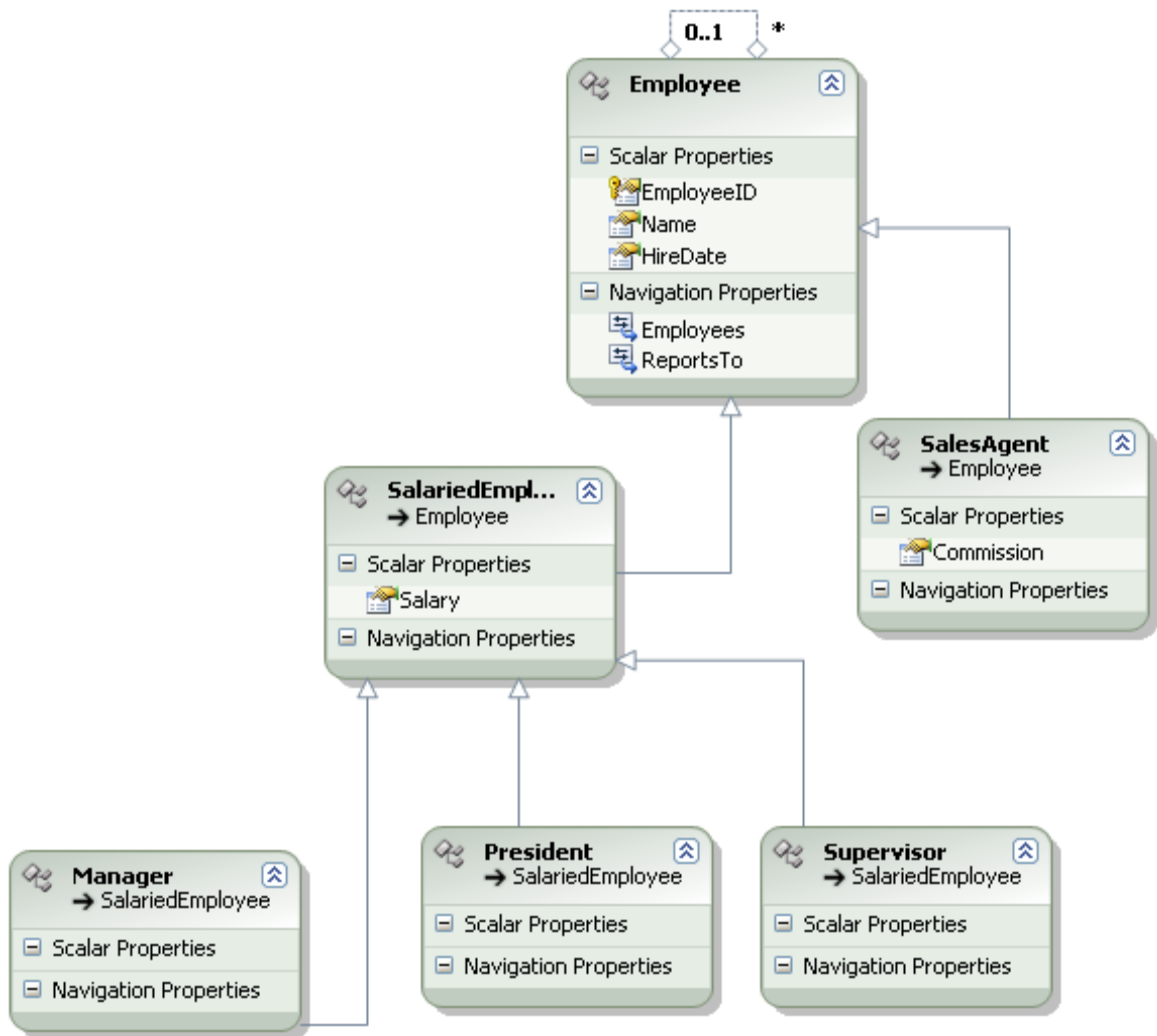 0..1 *
Employee
Scalar Properties
EmployeeID
Name
HireDate
Navigation Properties
Employees
ReportsTo
SalesAgent
Employee
Scalar Properties
Commission
Navigation Properties
SalariedEmpl...
Employee
Scalar Properties
Salary
Navigation Properties
Manager
SalariedEmployee
Scalar Properties
Navigation Properties
President
SalariedEmployee
Scalar Properties
Navigation Properties
Supervisor
SalariedEmployee
Scalar Properties
Navigation Properties